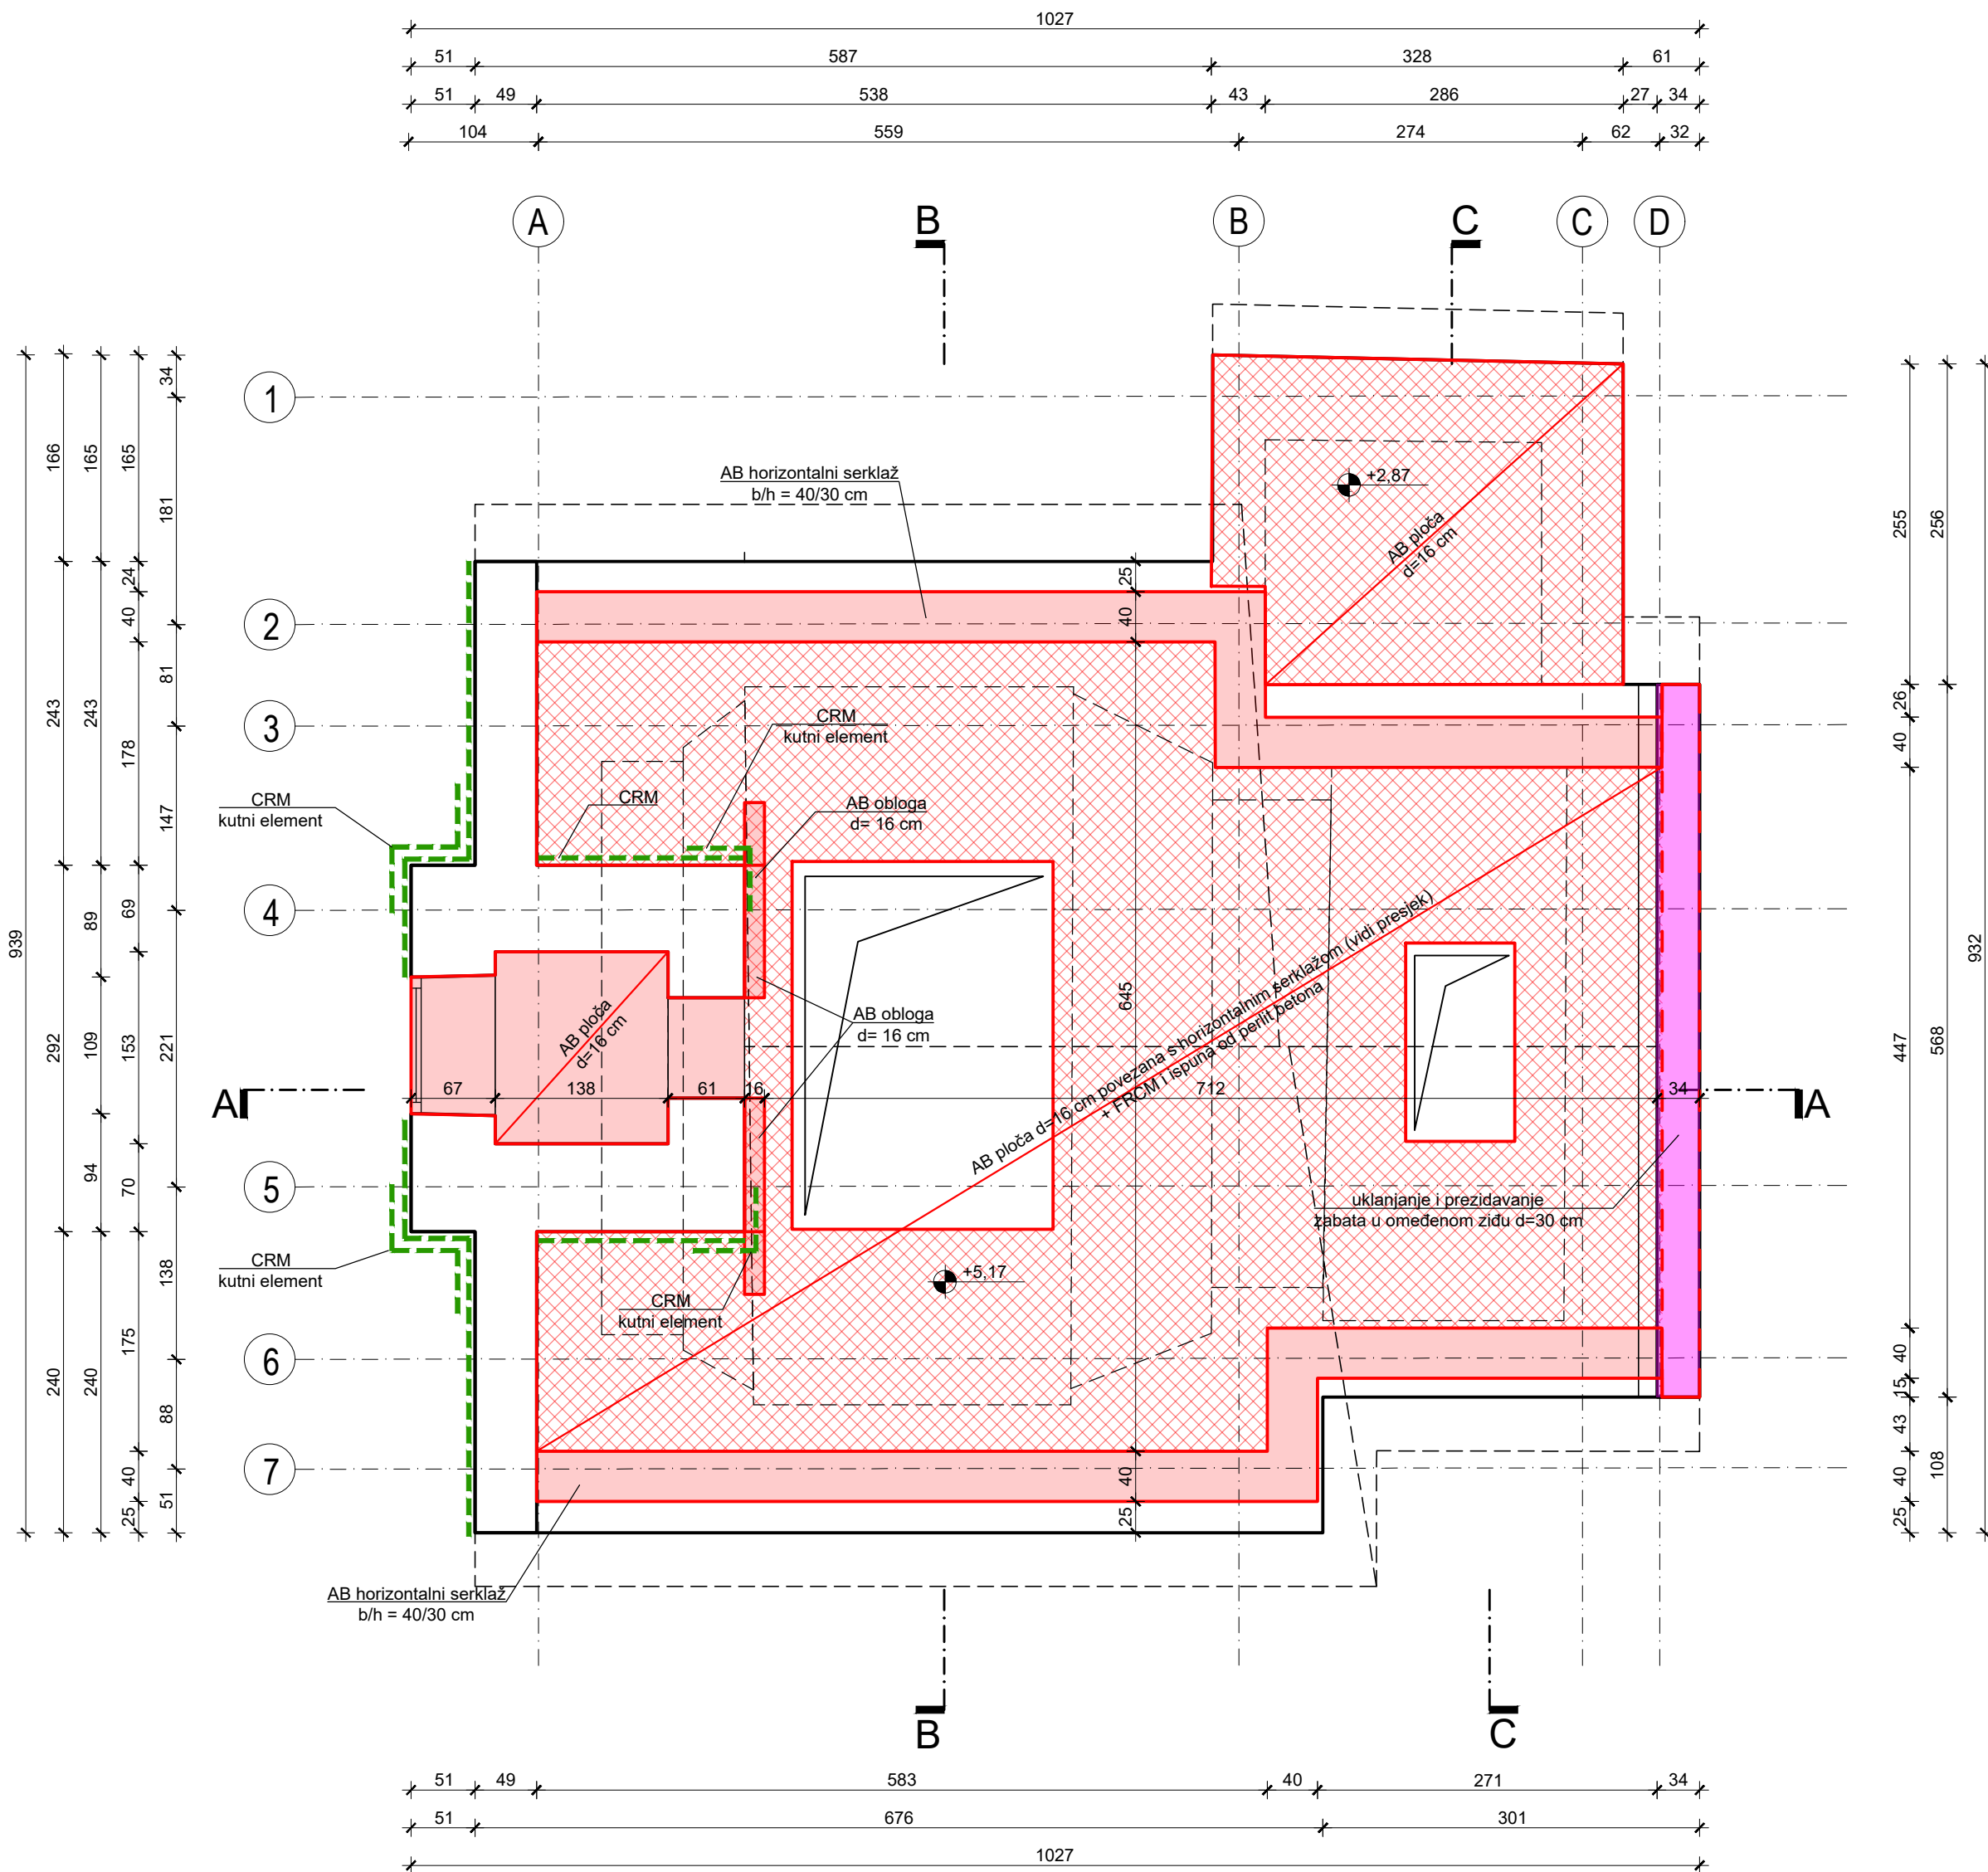 1027
51 587 328 61
51 49 538 43 286 27 34
104 559 274 62 32
A B B C C D
1
2
3
4
5
6
7
939
166 243 292 240
165 243 89 109 94 240
165 24 40 178 69 153 70 175 40 25
34 181 81 147 221 138 88 51
AB horizontalni serklaž
b/h = 40/30 cm
+2,87
AB ploča
d=16 cm
25
40
CRM
kutni element
CRM
AB obloga
d= 16 cm
CRM
kutni element
AB obloga
d= 16 cm
AB ploča
d=16 cm
AB ploča d=16 cm povezana s horizontalnim serklažom (vidi presjek)
+ FRCM i ispuna od perlit betona
645
A 67 138 61 16 712 34 A
uklanjanje i prezidavanje
zabata u omeđenom ziđu d=30 cm
CRM
kutni element
+5,17
CRM
kutni element
40
25
AB horizontalni serklaž
b/h = 40/30 cm
255 26 40 447 40 15 43 40 25
256 568 108
932
B C
51 49 583 40 271 34
51 676 301
1027